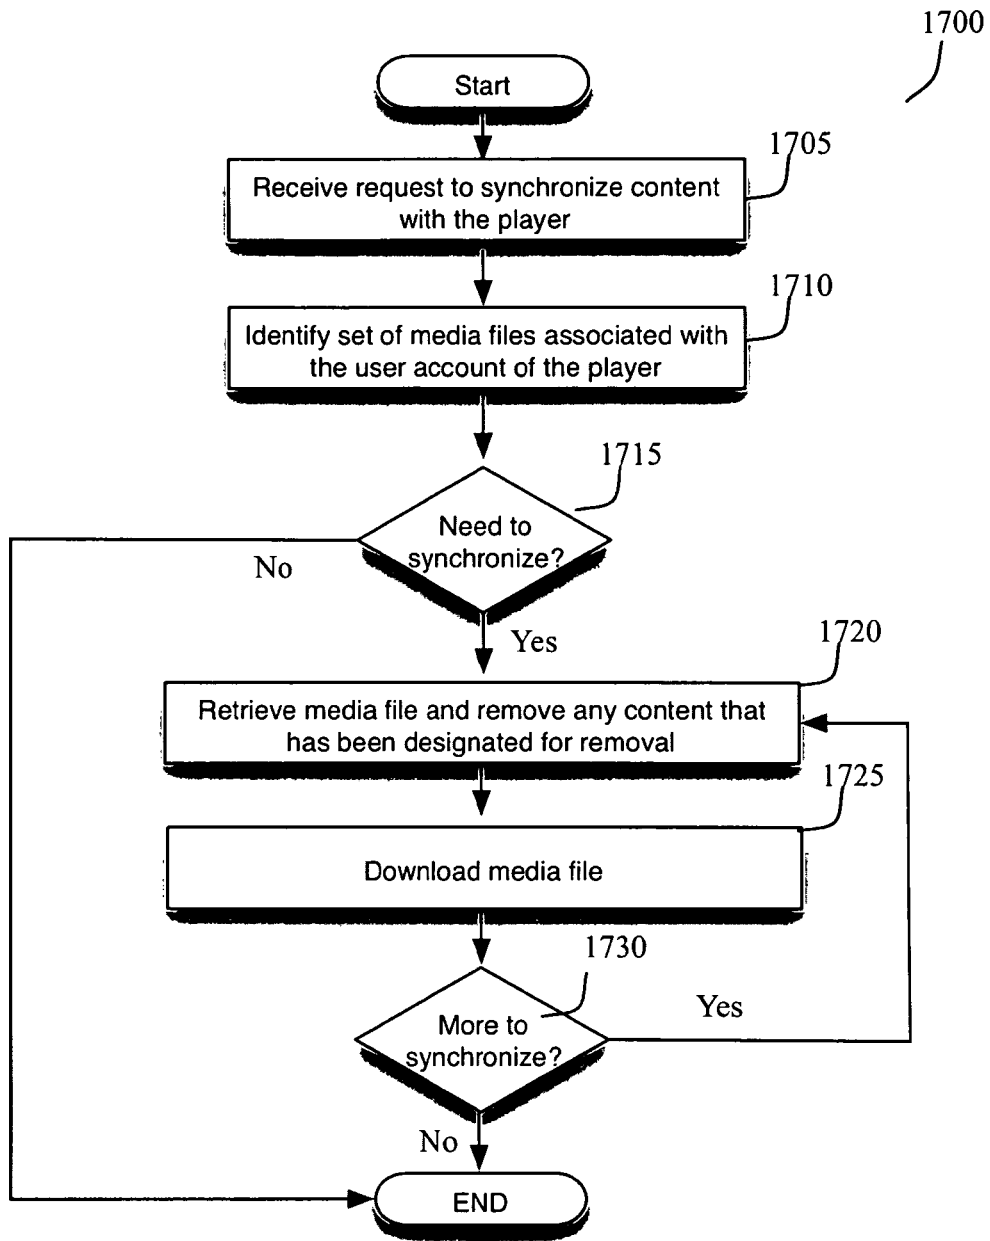 1700
Start
1705
Receive request to synchronize content
with the player
1710
Identify set of media files associated with
the user account of the player
1715
Need to
synchronize?
No
Yes
1720
Retrieve media file and remove any content that
has been designated for removal
1725
Download media file
1730
More to
synchronize?
Yes
No
END